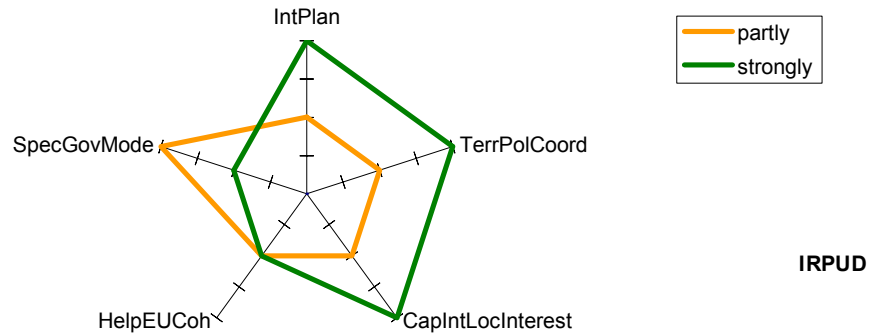 IntPlan
partly
strongly
SpecGovMode
TerrPolCoord
IRPUD
HelpEUCoh
CapIntLocInterest